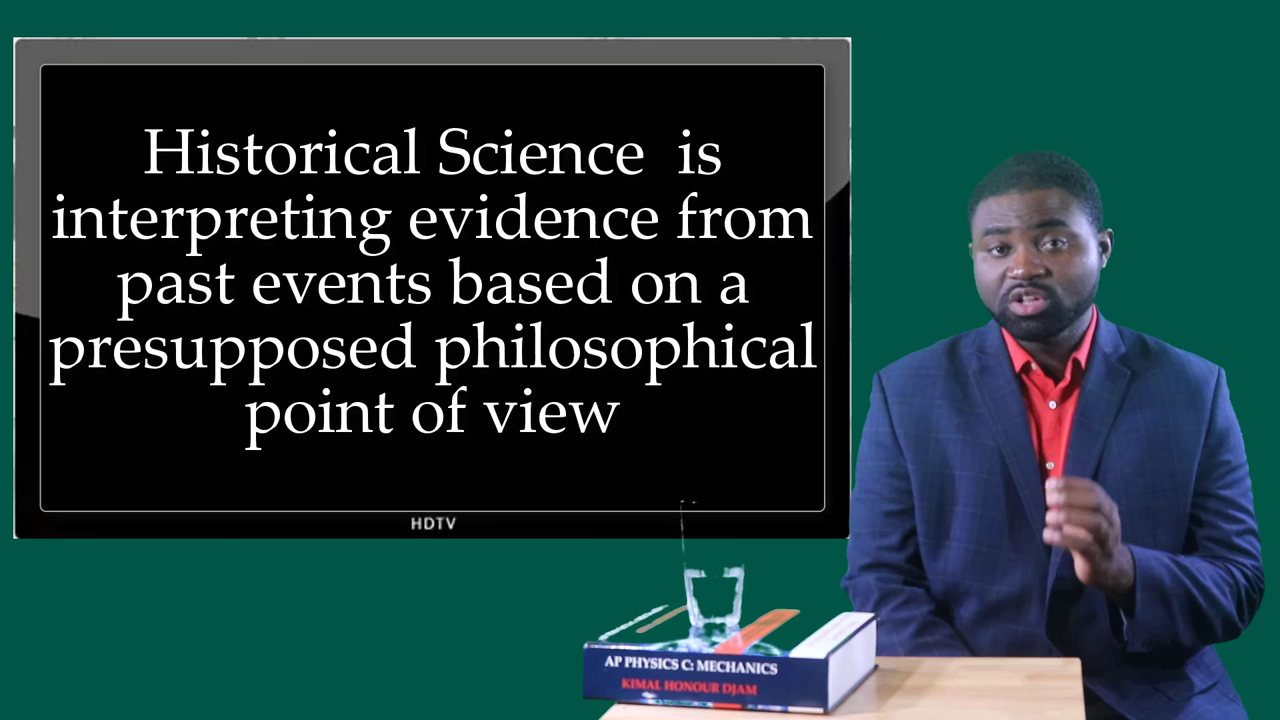 Historical Science is
interpreting evidence from
past events based on a
presupposed philosophical
point of view
HDTV
AP PHYSICS C: MECHANICS
KIMAL HONOUR DJAM